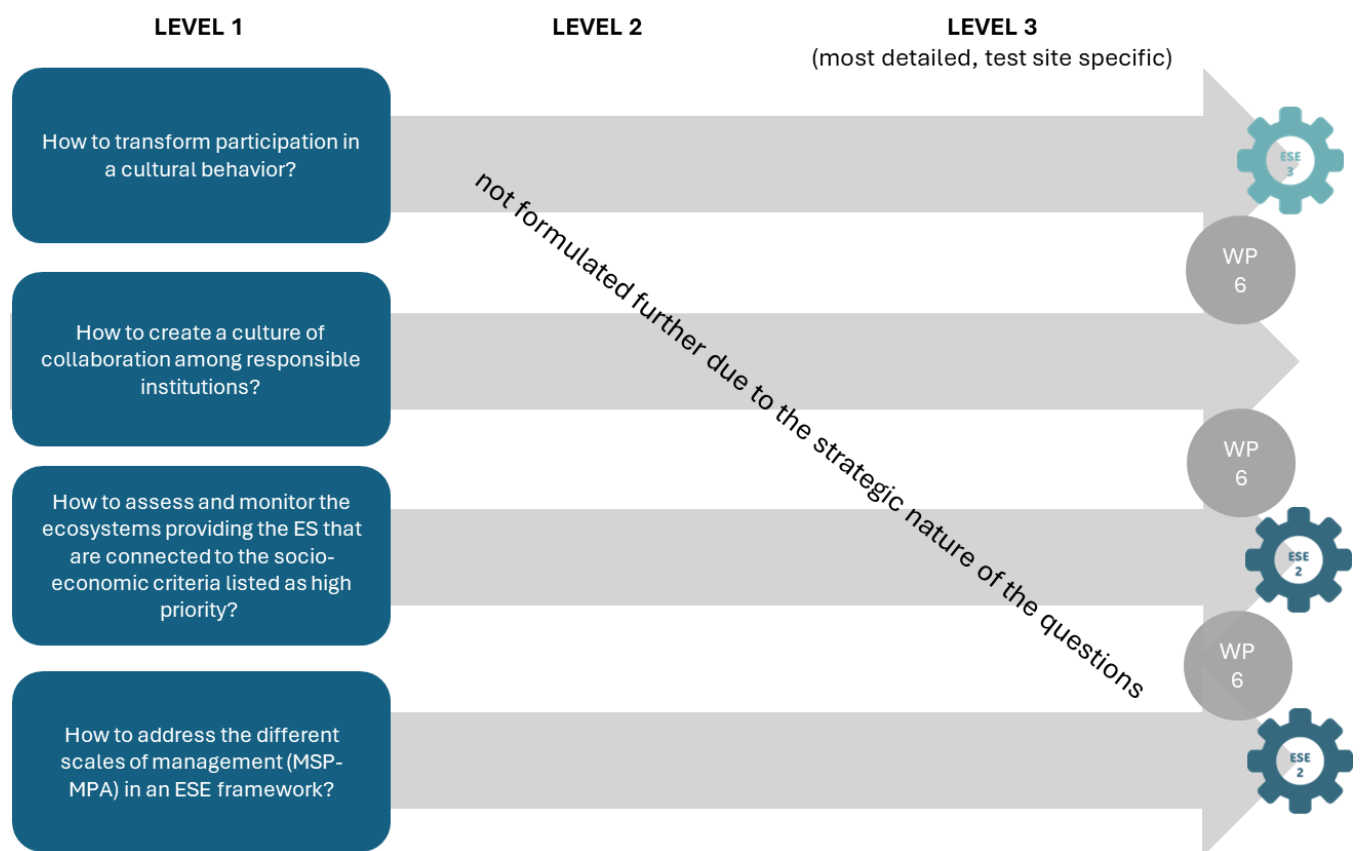 LEVEL 1
LEVEL 2
LEVEL 3
(most detailed, test site specific)
How to transform participation in
a cultural behavior?
ESE
3
not formulated further due to the strategic nature of the questions
WP
6
How to create a culture of
collaboration among responsible
institutions?
WP
6
How to assess and monitor the
ecosystems providing the ES that
are connected to the socio-
economic criteria listed as high
priority?
ESE
2
WP
6
How to address the different
scales of management (MSP-
MPA) in an ESE framework?
ESE
2